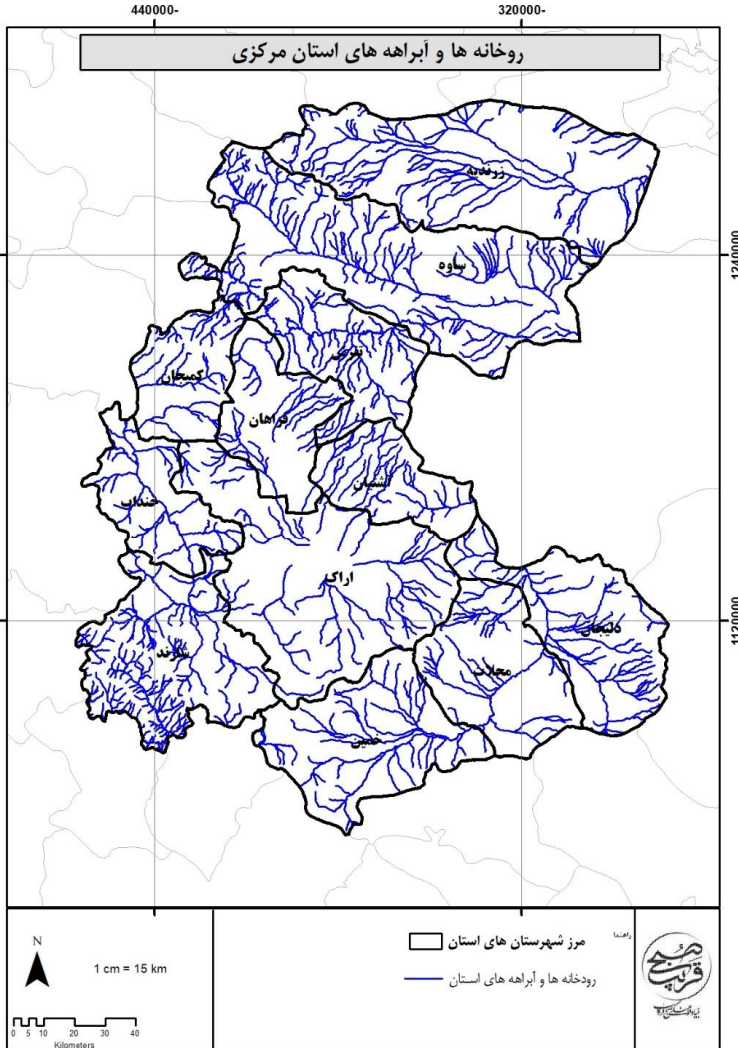 440000-
320000-
روخانه ها و آبراهه های استان مرکزی
زرندیه
1240000
ساوه
تفرش
کمیجان
فراهان
آشتیان
خنداب
اراک
1120000
دلیجان
شازند
محلات
خمین
راهنما
مرز شهرستان های استان
رودخانه ها و آبراهه های استان
N
1 cm = 15 km
0 5 10 20 30 40
Kilometers
صبح
قریب